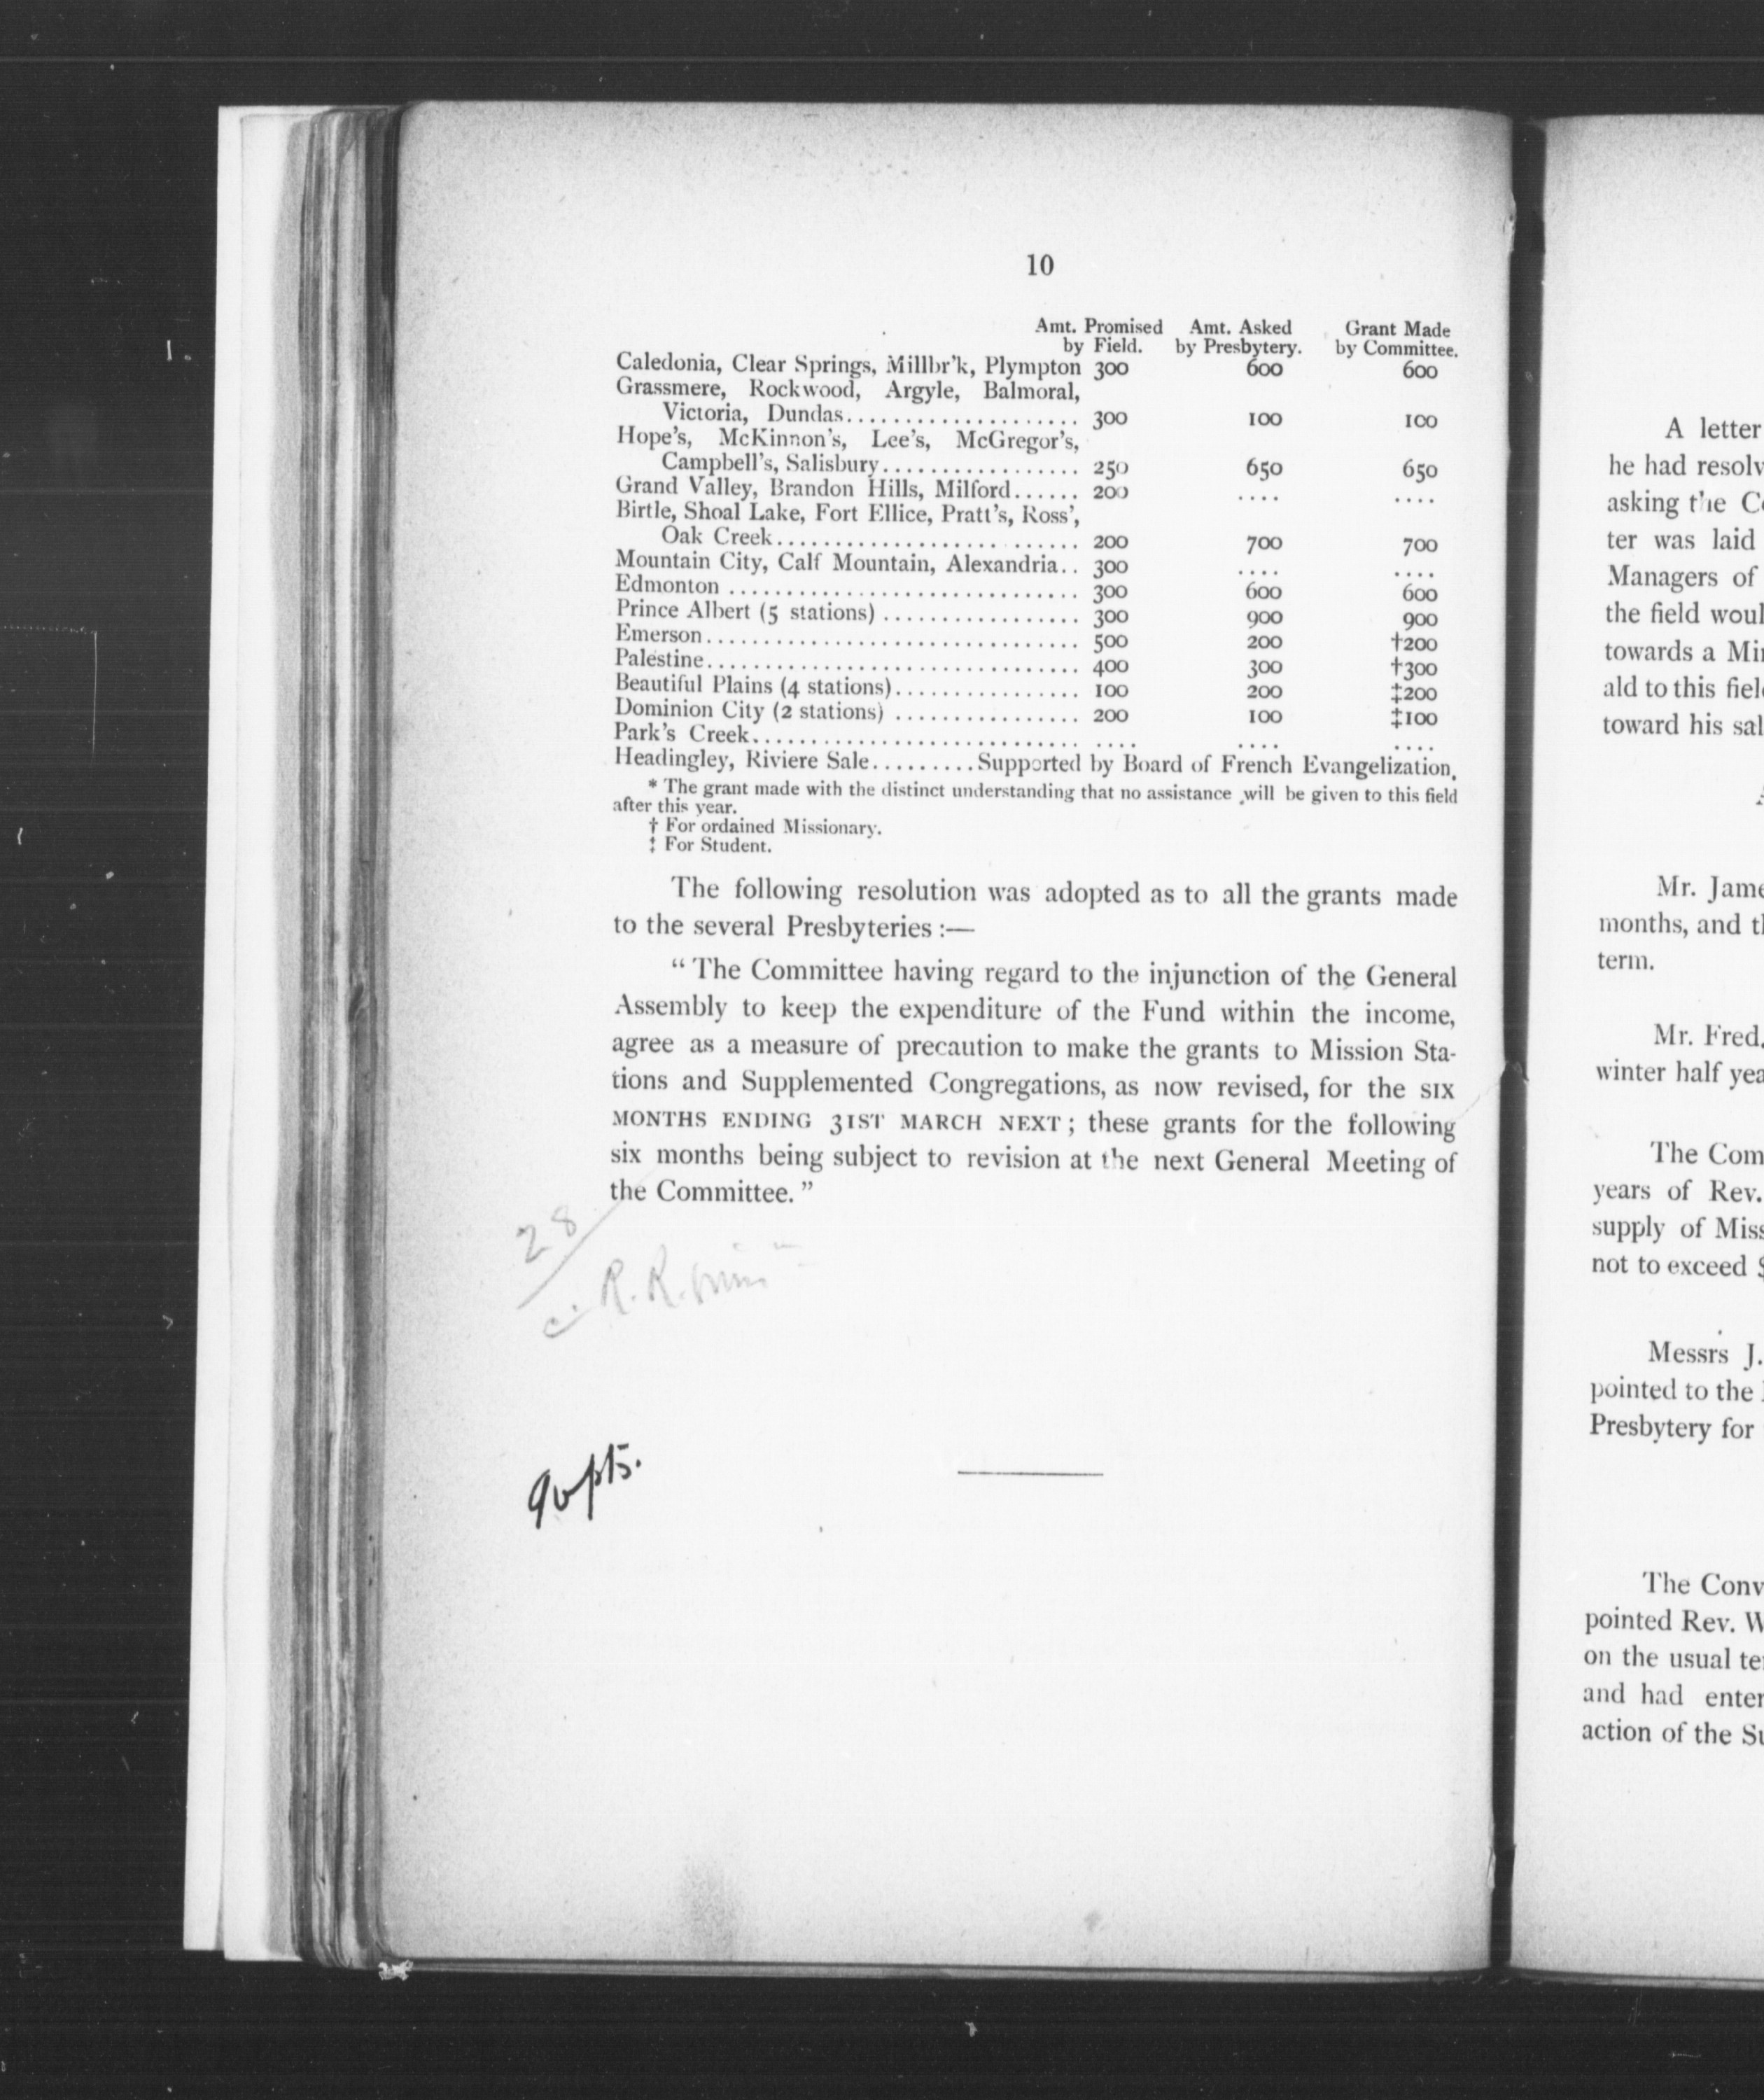 10
Amt. Promised Amt. Asked Grant Made
by Field. by Presbytery. by Committee.
Caledonia, Clear Springs, Millbr'k, Plympton 300 600 600
Grassmere, Rockwood, Argyle, Balmoral,
Victoria, Dundas.................... 300 100 100
Hope's, McKinnon's, Lee's, McGregor's,
Campbell's, Salisbury................. 250 650 650
Grand Valley, Brandon Hills, Milford...... 200 .... ....
Birtle, Shoal Lake, Fort Ellice, Pratt's, Ross',
Oak Creek.......................... 200 700 700
Mountain City, Calf Mountain, Alexandria.. 300 .... ....
Edmonton .............................. 300 600 600
Prince Albert (5 stations) ................. 300 900 900
Emerson................................ 500 200 †200
Palestine................................ 400 300 †300
Beautiful Plains (4 stations)................ 100 200 ‡200
Dominion City (2 stations) ................ 200 100 ‡100
Park's Creek............................ .... .... ....
Headingley, Riviere Sale.........Supported by Board of French Evangelization.
* The grant made with the distinct understanding that no assistance will be given to this field
after this year.
† For ordained Missionary.
‡ For Student.
The following resolution was adopted as to all the grants made
to the several Presbyteries :—
“ The Committee having regard to the injunction of the General
Assembly to keep the expenditure of the Fund within the income,
agree as a measure of precaution to make the grants to Mission Sta-
tions and Supplemented Congregations, as now revised, for the SIX
MONTHS ENDING 31ST MARCH NEXT ; these grants for the following
six months being subject to revision at the next General Meeting of
the Committee. ”
28
R. R.
A letter
he had resolv
asking the C
ter was laid
Managers of
the field woul
towards a Mi
ald to this fiel
toward his sal
Mr. Jame
months, and t
term.
Mr. Fred.
winter half yea
The Com
years of Rev.
supply of Miss
not to exceed $
Messrs J.
pointed to the
Presbytery for
The Conv
pointed Rev. W
on the usual te
and had enter
action of the Su